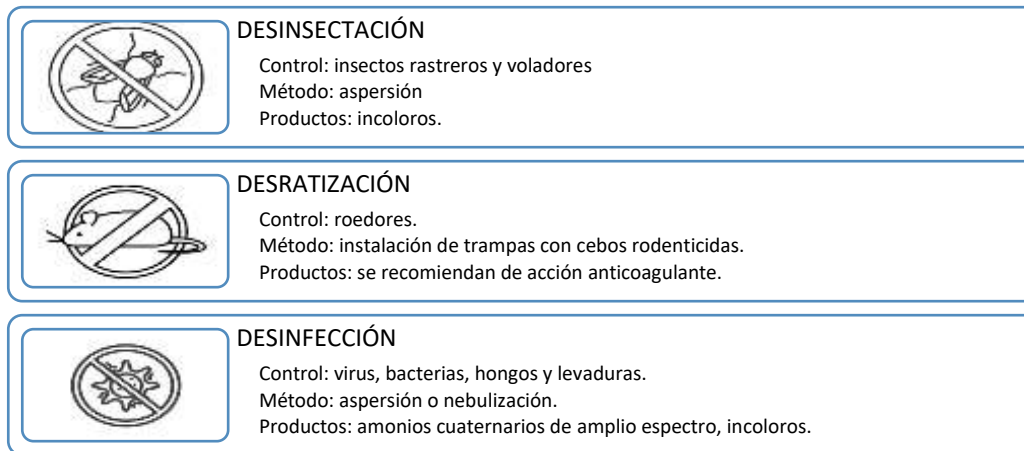 DESINSECTACIÓN
Control: insectos rastreros y voladores
Método: aspersión
Productos: incoloros.
DESRATIZACIÓN
Control: roedores.
Método: instalación de trampas con cebos rodenticidas.
Productos: se recomiendan de acción anticoagulante.
DESINFECCIÓN
Control: virus, bacterias, hongos y levaduras.
Método: aspersión o nebulización.
Productos: amonios cuaternarios de amplio espectro, incoloros.